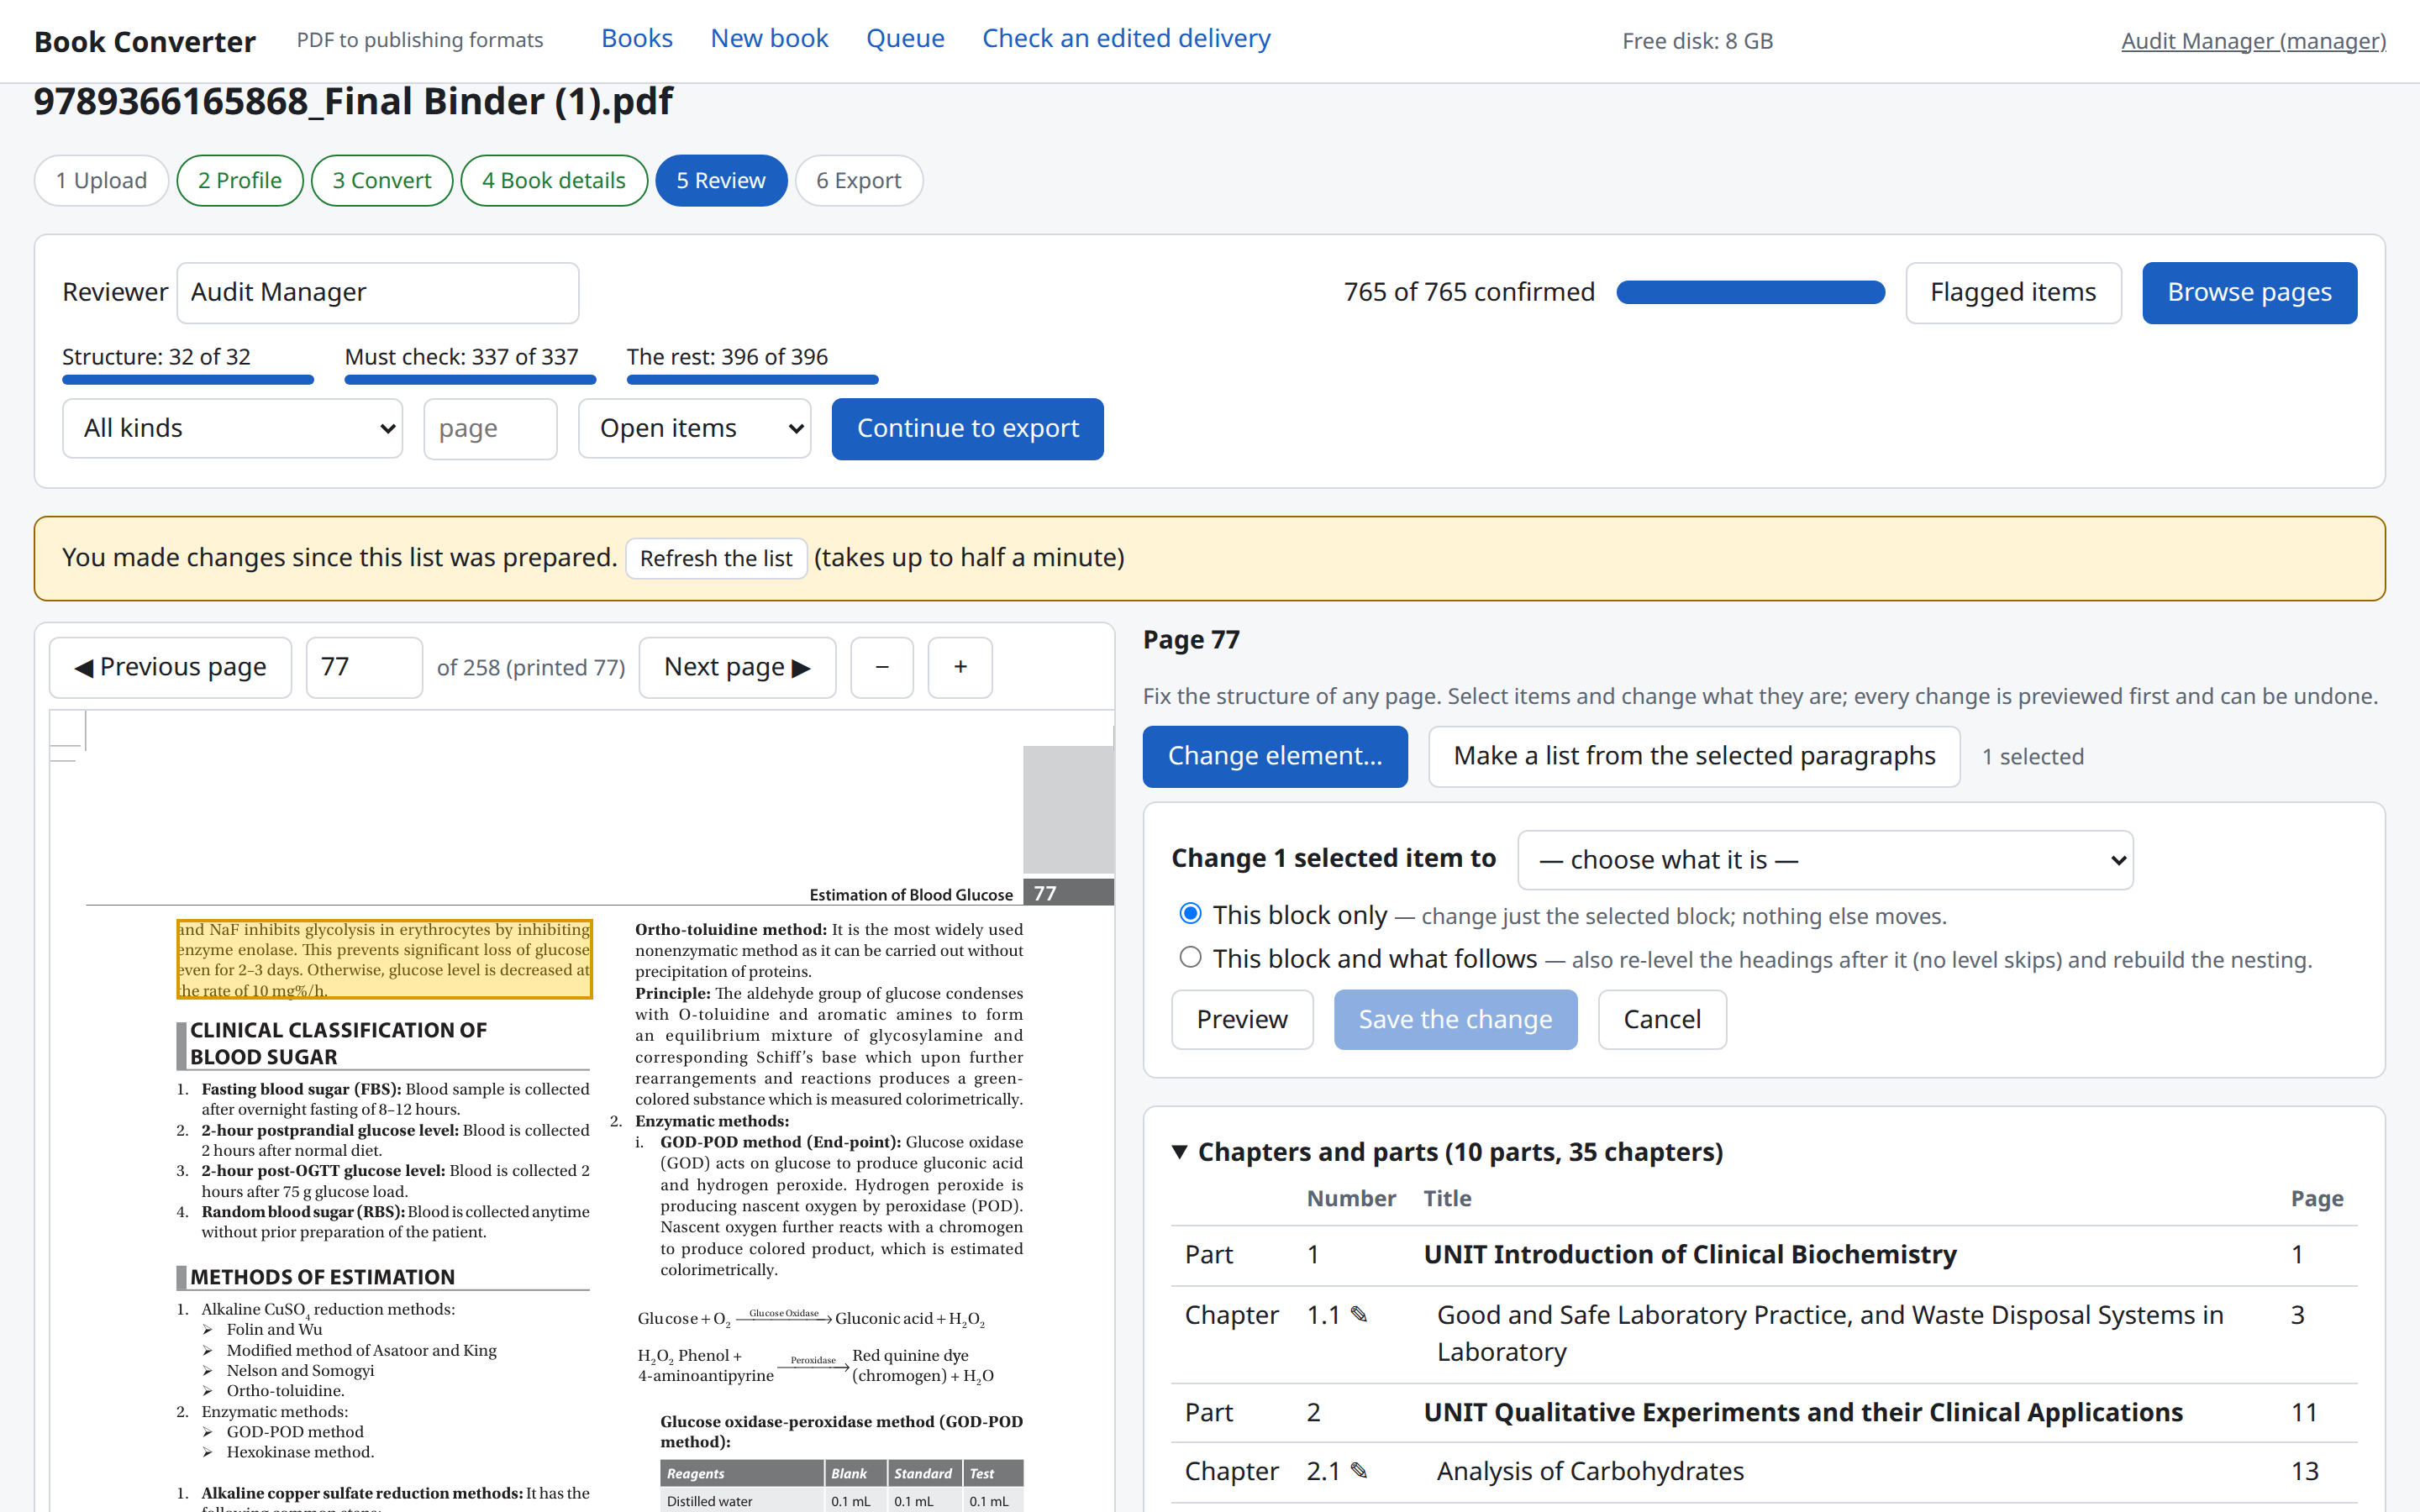 Book Converter PDF to publishing formats Books New book Queue Check an edited delivery Free disk: 8 GB Audit Manager (manager)
9789366165868_Final Binder (1).pdf
1 Upload 2 Profile 3 Convert 4 Book details 5 Review 6 Export
Reviewer Audit Manager 765 of 765 confirmed Flagged items Browse pages
Structure: 32 of 32 Must check: 337 of 337 The rest: 396 of 396
All kinds page Open items Continue to export
You made changes since this list was prepared. Refresh the list (takes up to half a minute)
◀ Previous page 77 of 258 (printed 77) Next page ▶ − +
Estimation of Blood Glucose 77
and NaF inhibits glycolysis in erythrocytes by inhibiting
enzyme enolase. This prevents significant loss of glucose
even for 2–3 days. Otherwise, glucose level is decreased at
the rate of 10 mg%/h.
CLINICAL CLASSIFICATION OF
BLOOD SUGAR
1. Fasting blood sugar (FBS): Blood sample is collected
after overnight fasting of 8–12 hours.
2. 2-hour postprandial glucose level: Blood is collected
2 hours after normal diet.
3. 2-hour post-OGTT glucose level: Blood is collected 2
hours after 75 g glucose load.
4. Random blood sugar (RBS): Blood is collected anytime
without prior preparation of the patient.
METHODS OF ESTIMATION
1. Alkaline CuSO4 reduction methods:
➢ Folin and Wu
➢ Modified method of Asatoor and King
➢ Nelson and Somogyi
➢ Ortho-toluidine.
2. Enzymatic methods:
➢ GOD-POD method
➢ Hexokinase method.
1. Alkaline copper sulfate reduction methods: It has the
Ortho-toluidine method: It is the most widely used
nonenzymatic method as it can be carried out without
precipitation of proteins.
Principle: The aldehyde group of glucose condenses
with O-toluidine and aromatic amines to form
an equilibrium mixture of glycosylamine and
corresponding Schiff's base which upon further
rearrangements and reactions produces a green-
colored substance which is measured colorimetrically.
2. Enzymatic methods:
i. GOD-POD method (End-point): Glucose oxidase
(GOD) acts on glucose to produce gluconic acid
and hydrogen peroxide. Hydrogen peroxide is
producing nascent oxygen by peroxidase (POD).
Nascent oxygen further reacts with a chromogen
to produce colored product, which is estimated
colorimetrically.
Glucose + O2 Glucose Oxidase → Gluconic acid + H2O2
H2O2 Phenol + Peroxidase → Red quinine dye
4-aminoantipyrine (chromogen) + H2O
Glucose oxidase-peroxidase method (GOD-POD
method):
Reagents Blank Standard Test
Distilled water 0.1 mL 0.1 mL 0.1 mL
Page 77
Fix the structure of any page. Select items and change what they are; every change is previewed first and can be undone.
Change element... Make a list from the selected paragraphs 1 selected
Change 1 selected item to — choose what it is —
This block only — change just the selected block; nothing else moves.
This block and what follows — also re-level the headings after it (no level skips) and rebuild the nesting.
Preview Save the change Cancel
▼ Chapters and parts (10 parts, 35 chapters)
Number Title Page
Part 1 UNIT Introduction of Clinical Biochemistry 1
Chapter 1.1 ✎ Good and Safe Laboratory Practice, and Waste Disposal Systems in 3
Laboratory
Part 2 UNIT Qualitative Experiments and their Clinical Applications 11
Chapter 2.1 ✎ Analysis of Carbohydrates 13